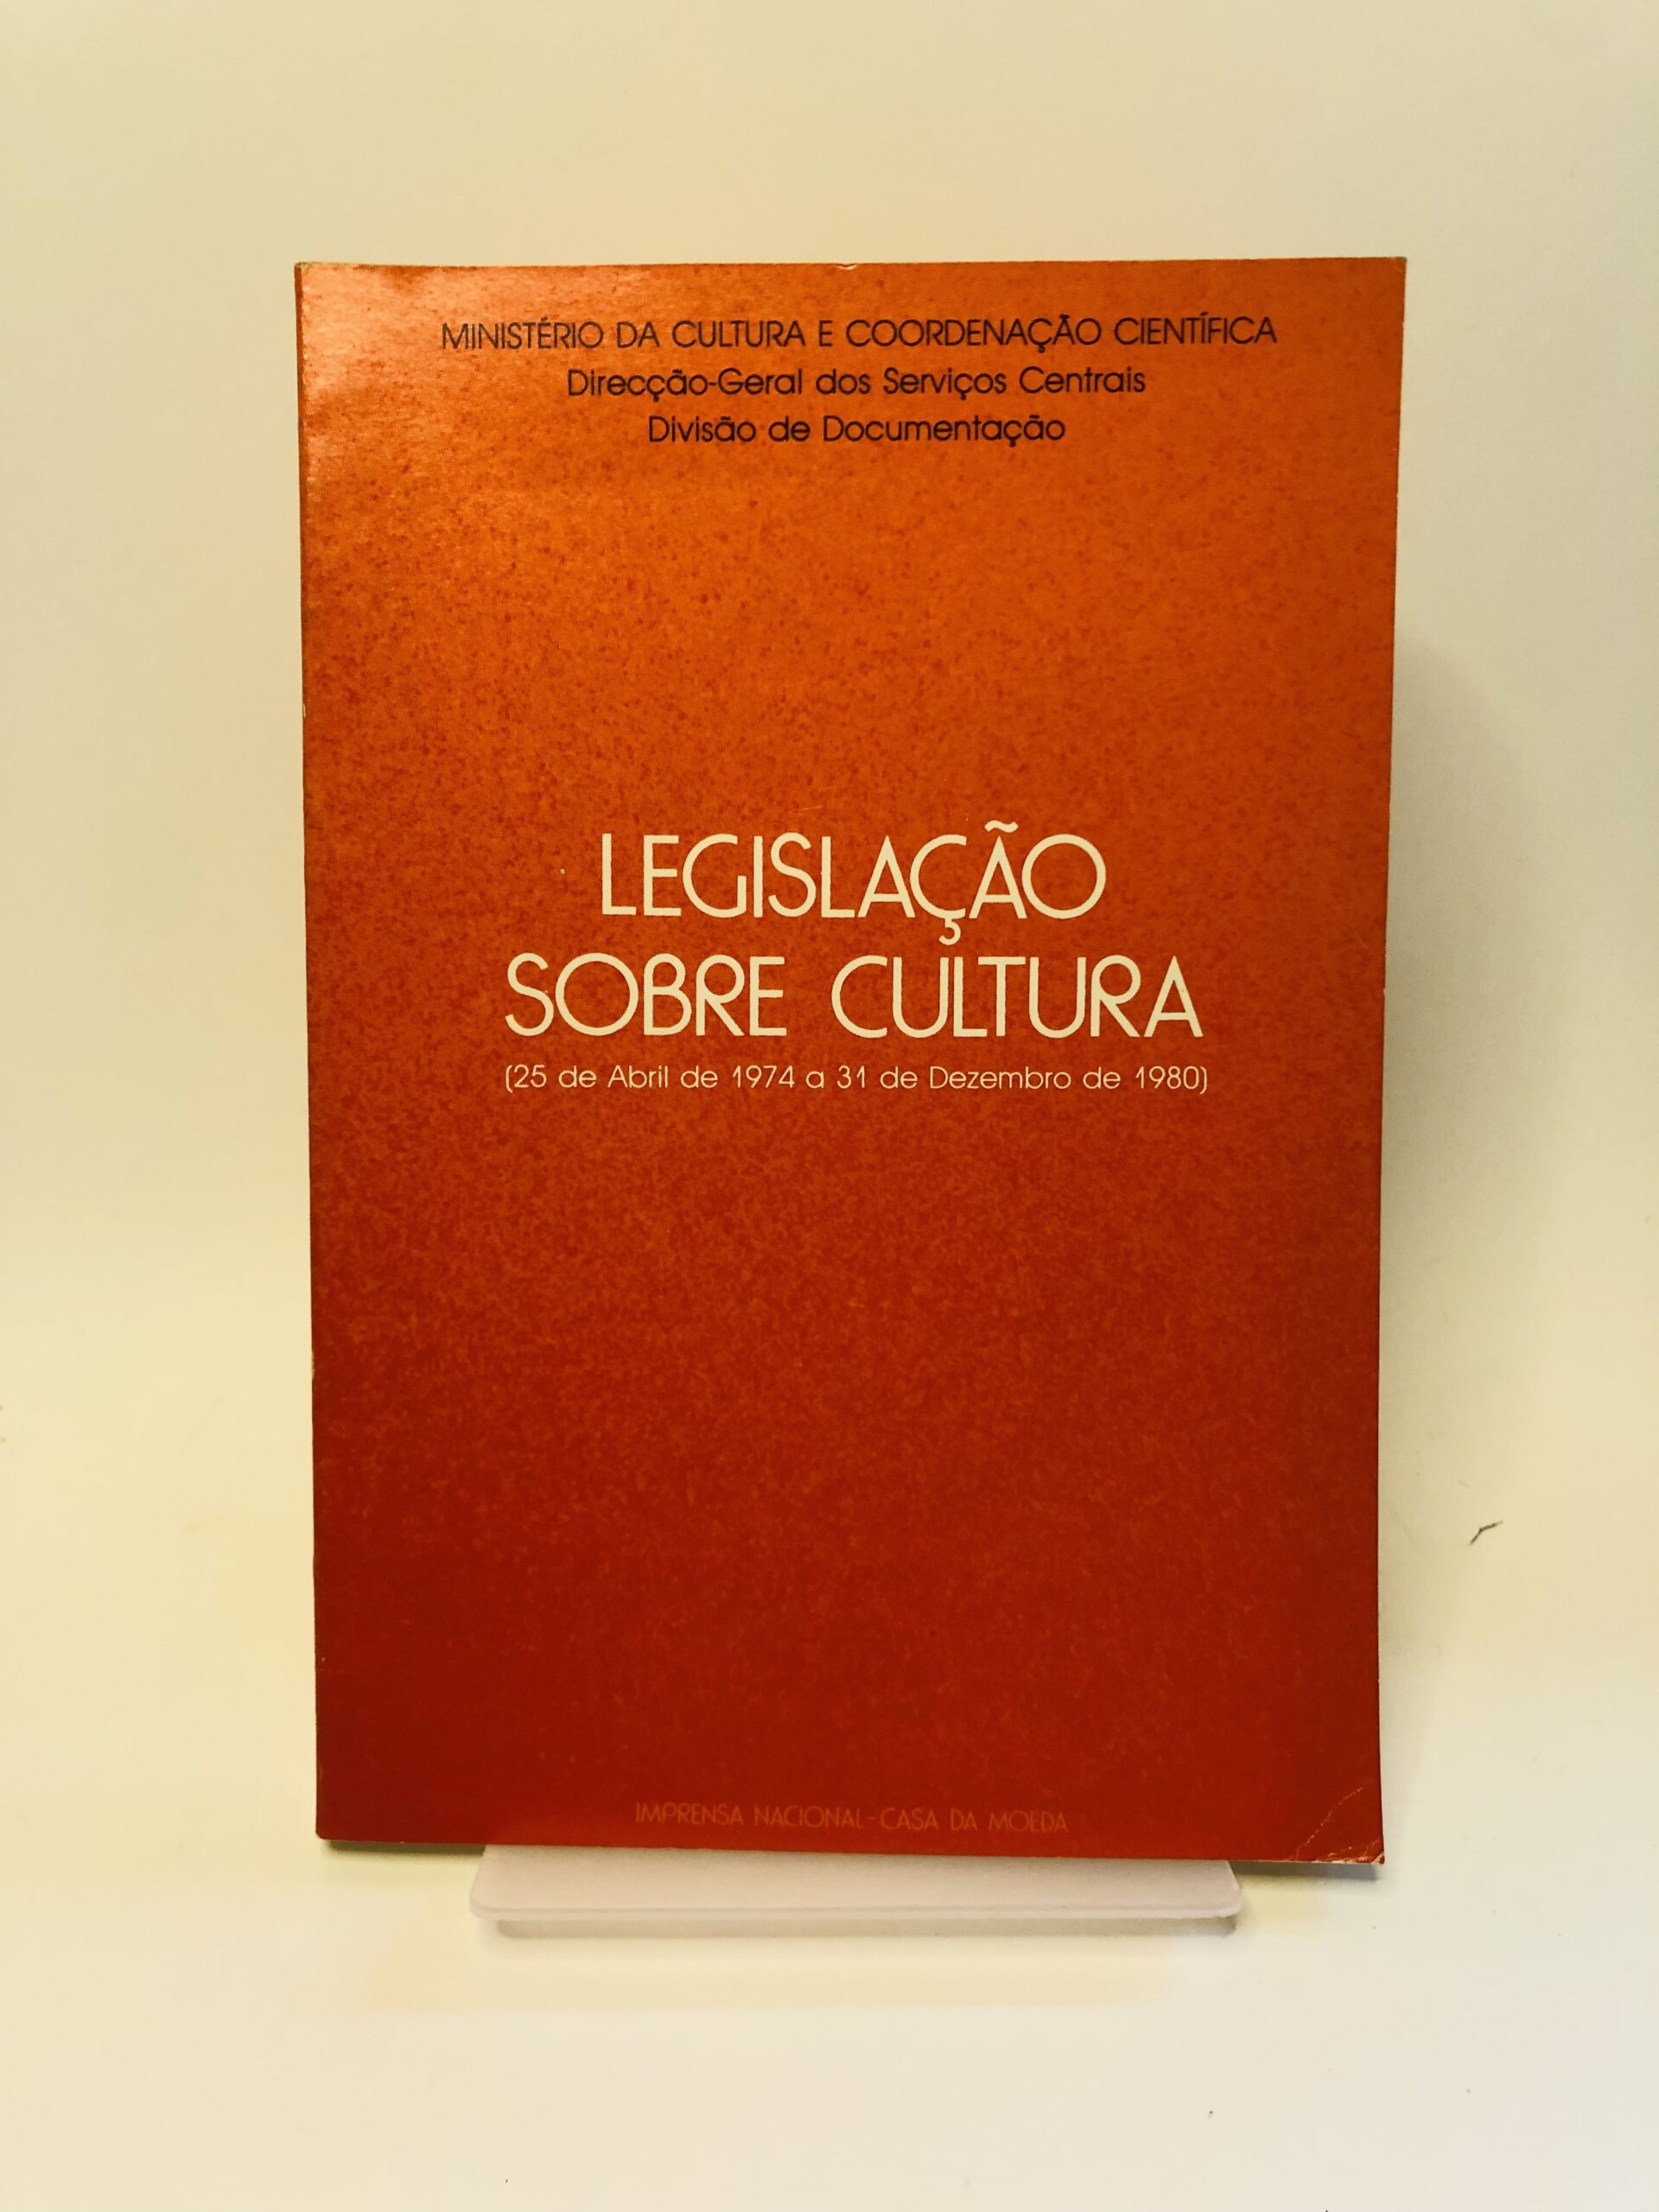 MINISTÉRIO DA CULTURA E COORDENAÇÃO CIENTÍFICA
Direcção-Geral dos Serviços Centrais
Divisão de Documentação
LEGISLAÇÃO
SOBRE CULTURA
(25 de Abril de 1974 a 31 de Dezembro de 1980)
IMPRENSA NACIONAL-CASA DA MOEDA